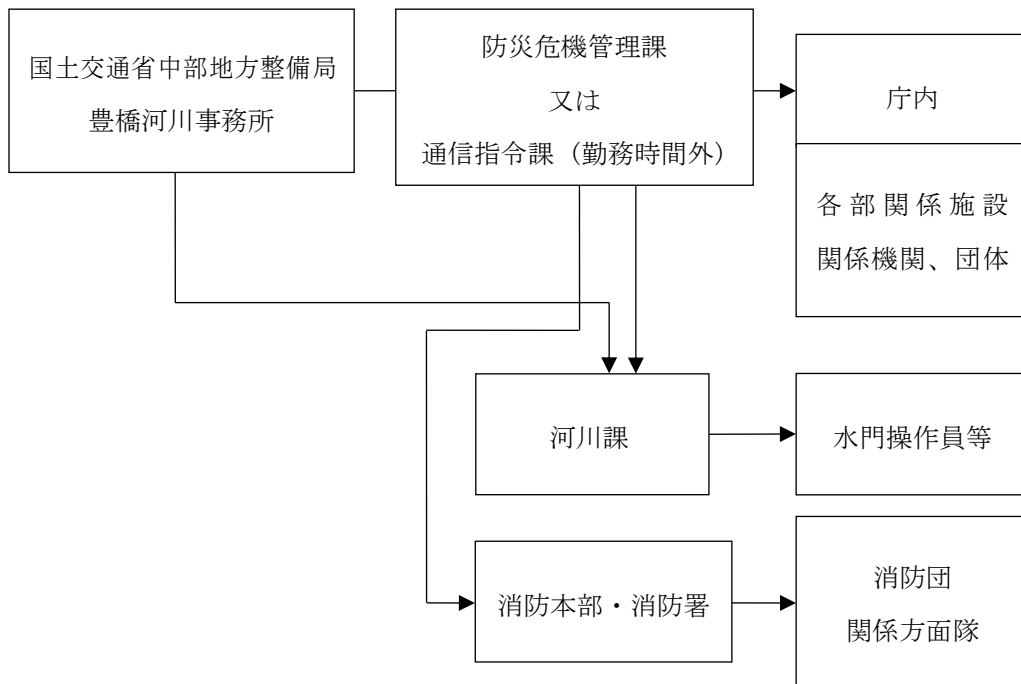 国土交通省中部地方整備局
豊橋河川事務所
防災危機管理課
又は
通信指令課（勤務時間外）
庁内
各部関係施設
関係機関、団体
河川課
水門操作員等
消防本部・消防署
消防団
関係方面隊